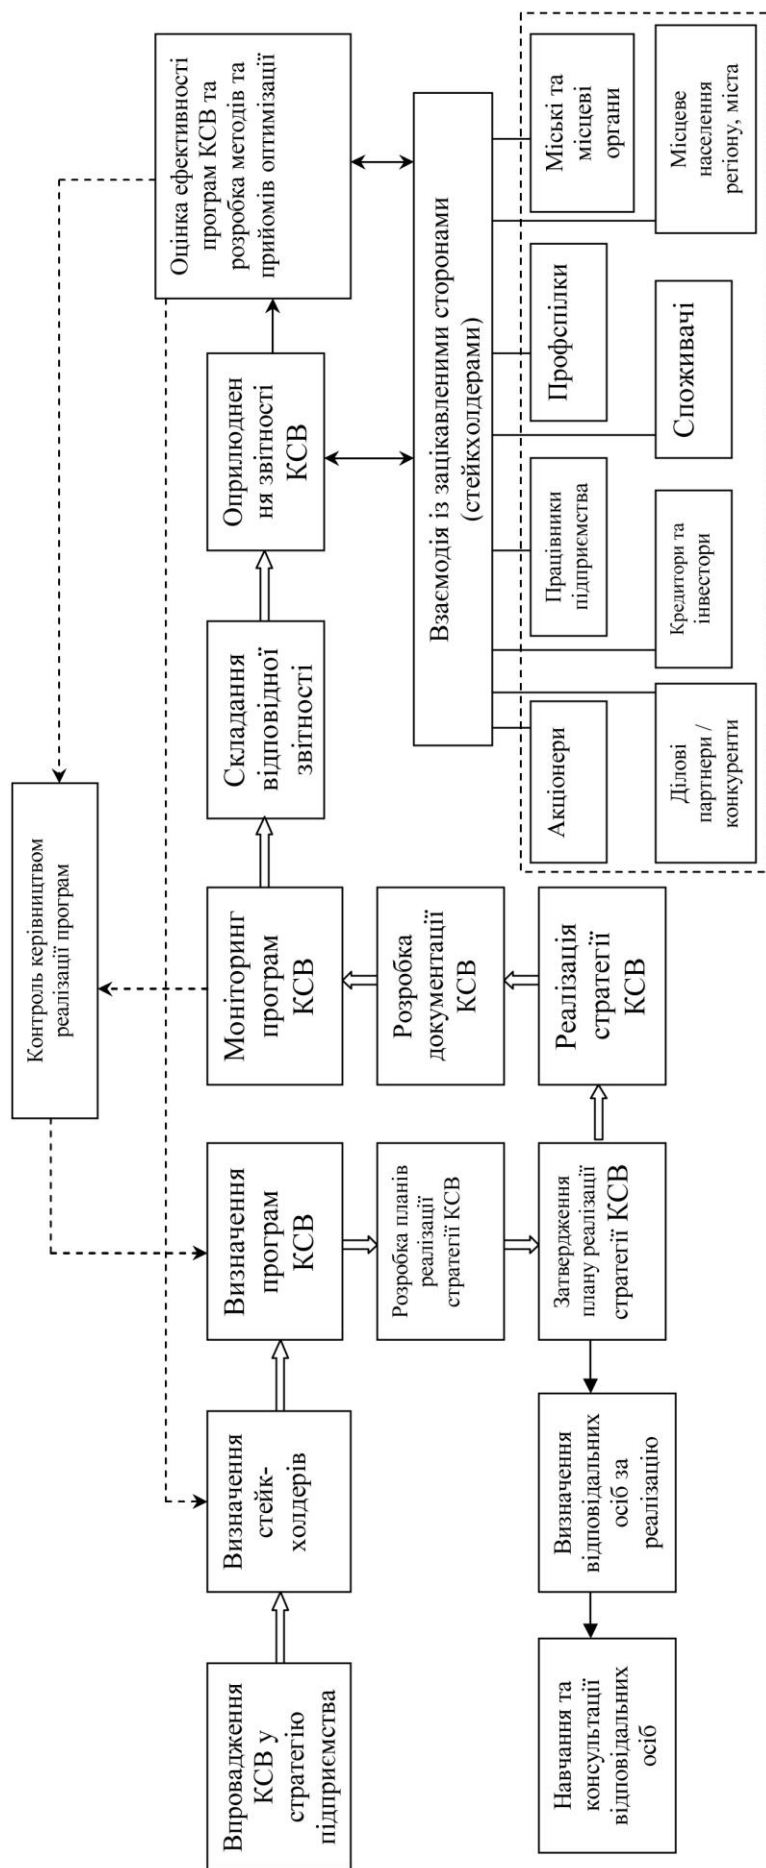 Контроль керівництвом
реалізації програм
Впровадження
КСВ у
стратегію
підприємства
Визначення
стейк-
холдерів
Визначення
програм
КСВ
Моніторинг
програм
КСВ
Складання
відповідної
звітності
Оприлюднен
ня звітності
КСВ
Оцінка ефективності
програм КСВ та
розробка методів та
прийомів оптимізації
Розробка планів
реалізації
стратегії КСВ
Розробка
документації
КСВ
Взаємодія із зацікавленими сторонами
(стейкхолдерами)
Навчання та
консультації
відповідальних
осіб
Визначення
відповідальних
осіб за
реалізацію
Затвердження
плану реалізації
стратегії КСВ
Реалізація
стратегії
КСВ
Акціонери
Працівники
підприємства
Профспілки
Міські та
місцеві
органи
Ділові
партнери /
конкуренти
Кредитори та
інвестори
Споживачі
Місцеве
населення
регіону, міста